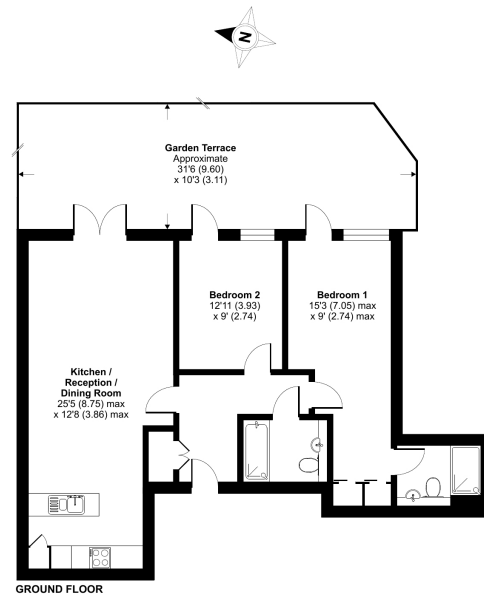 N
Garden Terrace
Approximate
31'6 (9.60)
x 10'3 (3.11)
Bedroom 2
12'11 (3.93)
x 9' (2.74)
Bedroom 1
15'3 (7.05) max
x 9' (2.74) max
Kitchen /
Reception /
Dining Room
25'5 (8.75) max
x 12'8 (3.86) max
GROUND FLOOR